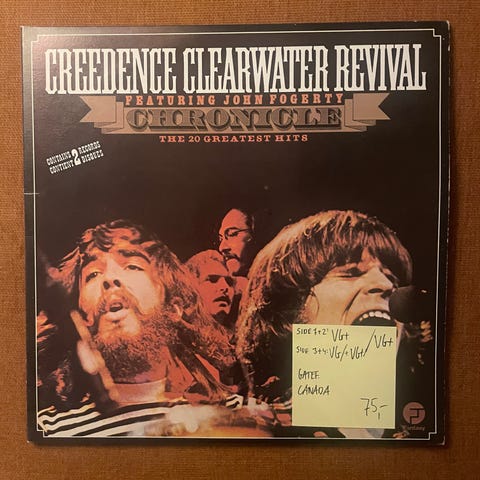 CREEDENCE CLEARWATER REVIVAL
FEATURING JOHN FOGERTY
CHRONICLE
THE 20 GREATEST HITS
CONTAINS 2 RECORDS
CONTIENT 2 DISQUES
SIDE 1+2: VG+
SIDE 3+4: VG/+VG+ / VG+
GATEF.
CANADA
75,-
Fantasy